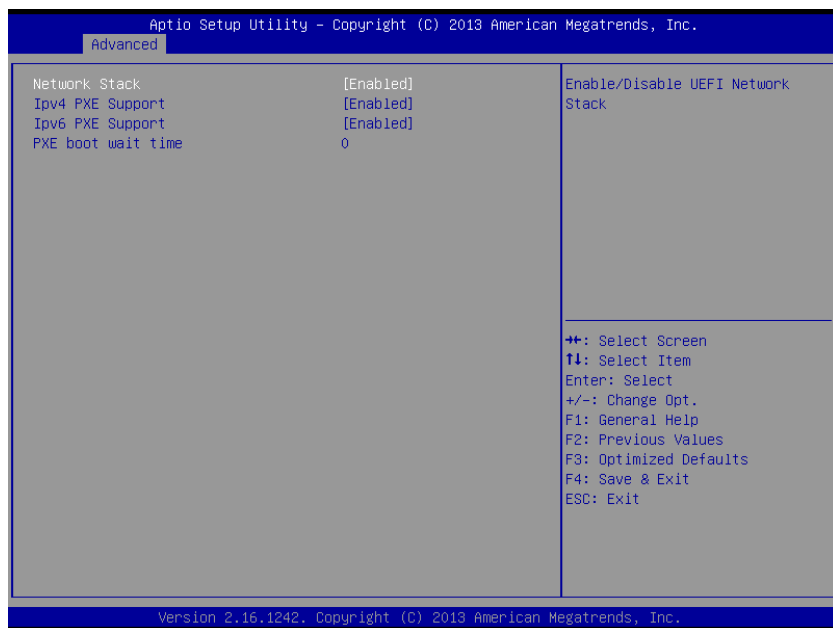 Aptio Setup Utility – Copyright (C) 2013 American Megatrends, Inc.
Advanced
Network Stack [Enabled]
Ipv4 PXE Support [Enabled]
Ipv6 PXE Support [Enabled]
PXE boot wait time 0
Enable/Disable UEFI Network
Stack
→←: Select Screen
↑↓: Select Item
Enter: Select
+/-: Change Opt.
F1: General Help
F2: Previous Values
F3: Optimized Defaults
F4: Save & Exit
ESC: Exit
Version 2.16.1242. Copyright (C) 2013 American Megatrends, Inc.